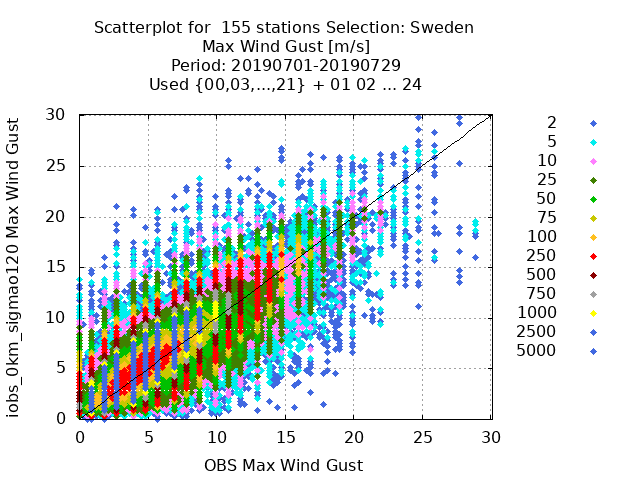 Scatterplot for 155 stations Selection: Sweden
Max Wind Gust [m/s]
Period: 20190701-20190729
Used {00,03,...,21} + 01 02 ... 24
iobs_0km_sigmao120 Max Wind Gust
30
25
20
15
10
5
0
0 5 10 15 20 25 30
OBS Max Wind Gust
2
5
10
25
50
75
100
250
500
750
1000
2500
5000